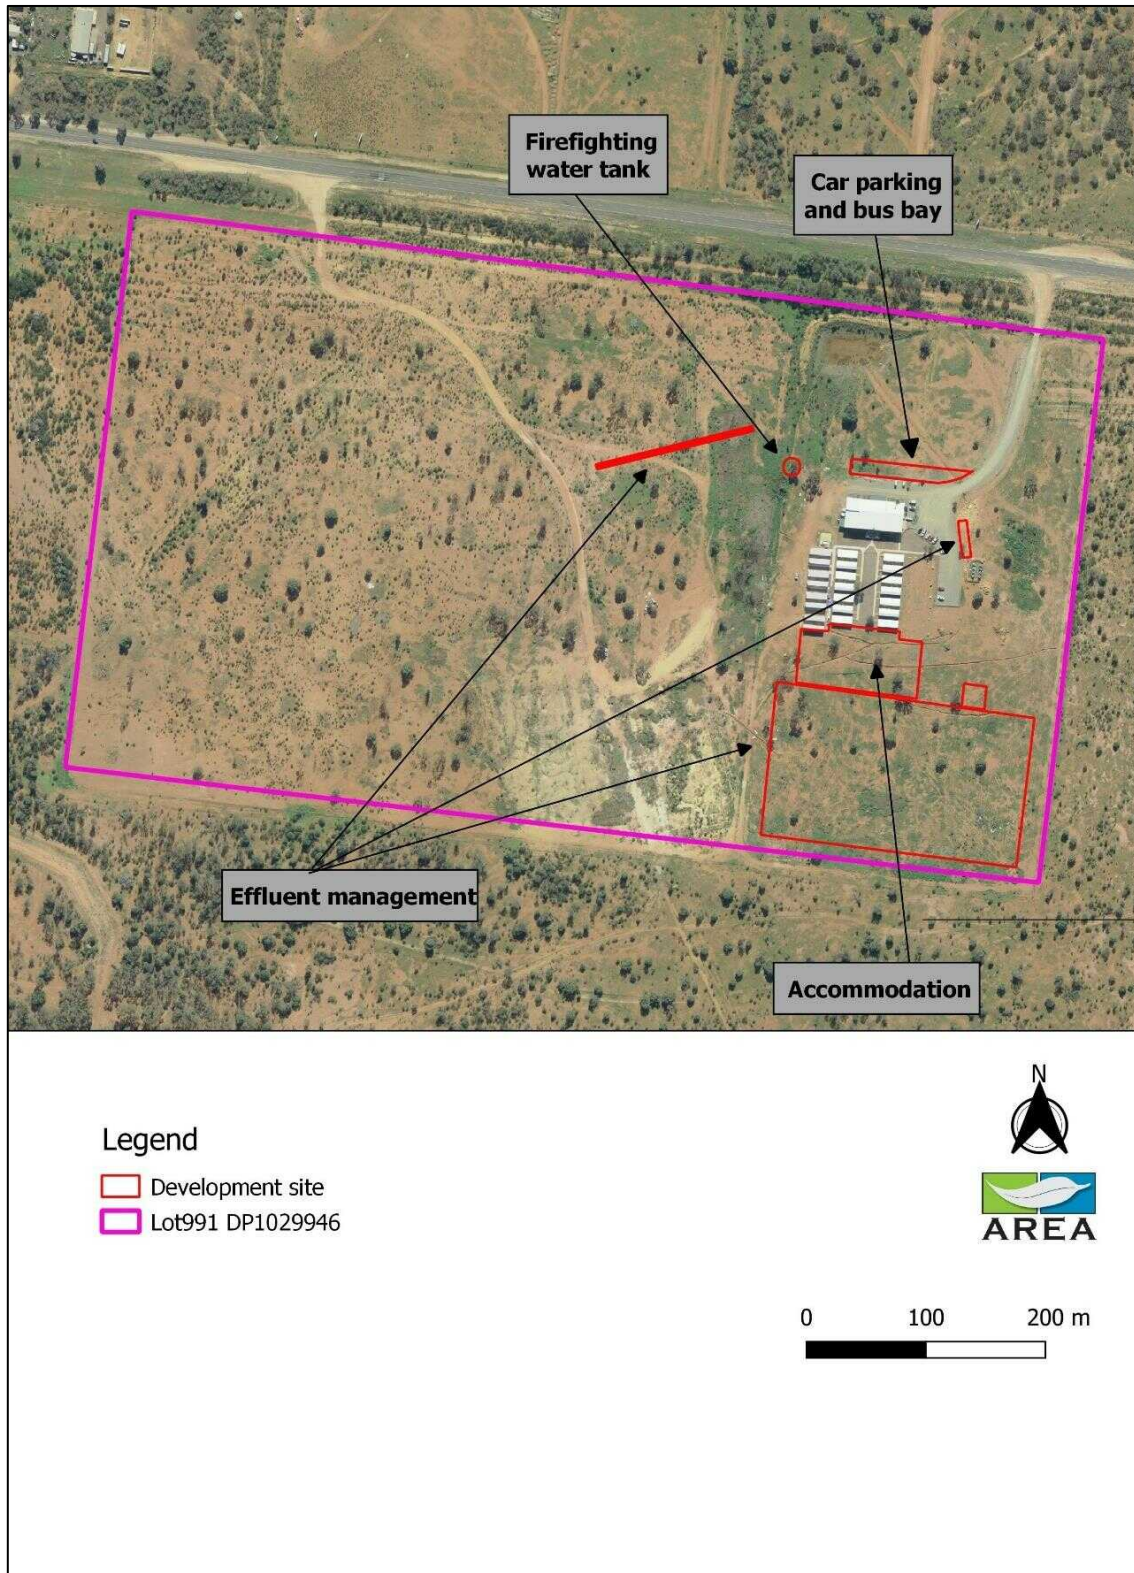 Firefighting
water tank
Car parking
and bus bay
Effluent management
Accommodation
N
Legend
Development site
Lot991 DP1029946
AREA
0 100 200 m